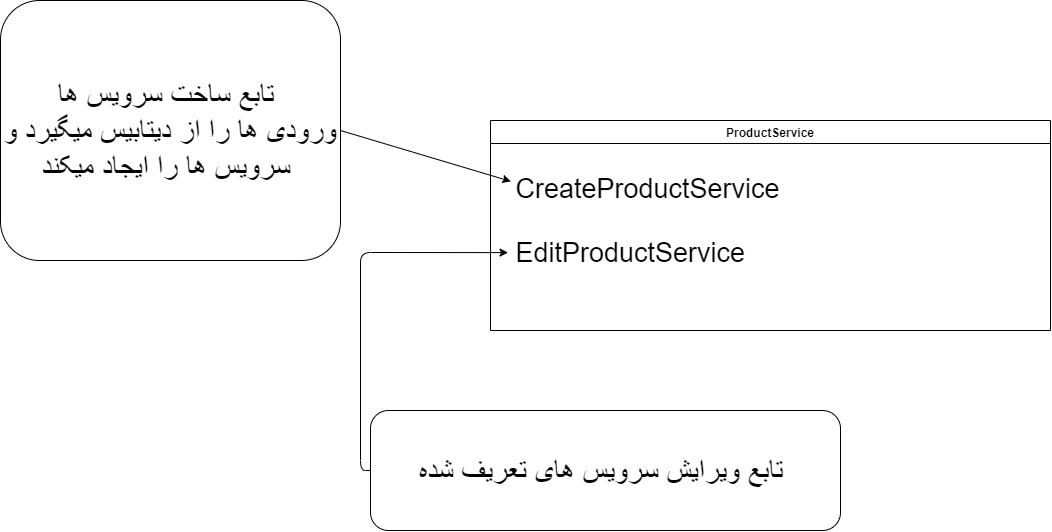 تابع ساخت سرویس ها
ورودی ها را از دیتابیس میگیرد و
سرویس ها را ایجاد میکند
ProductService
CreateProductService
EditProductService
تابع ویرایش سرویس های تعریف شده